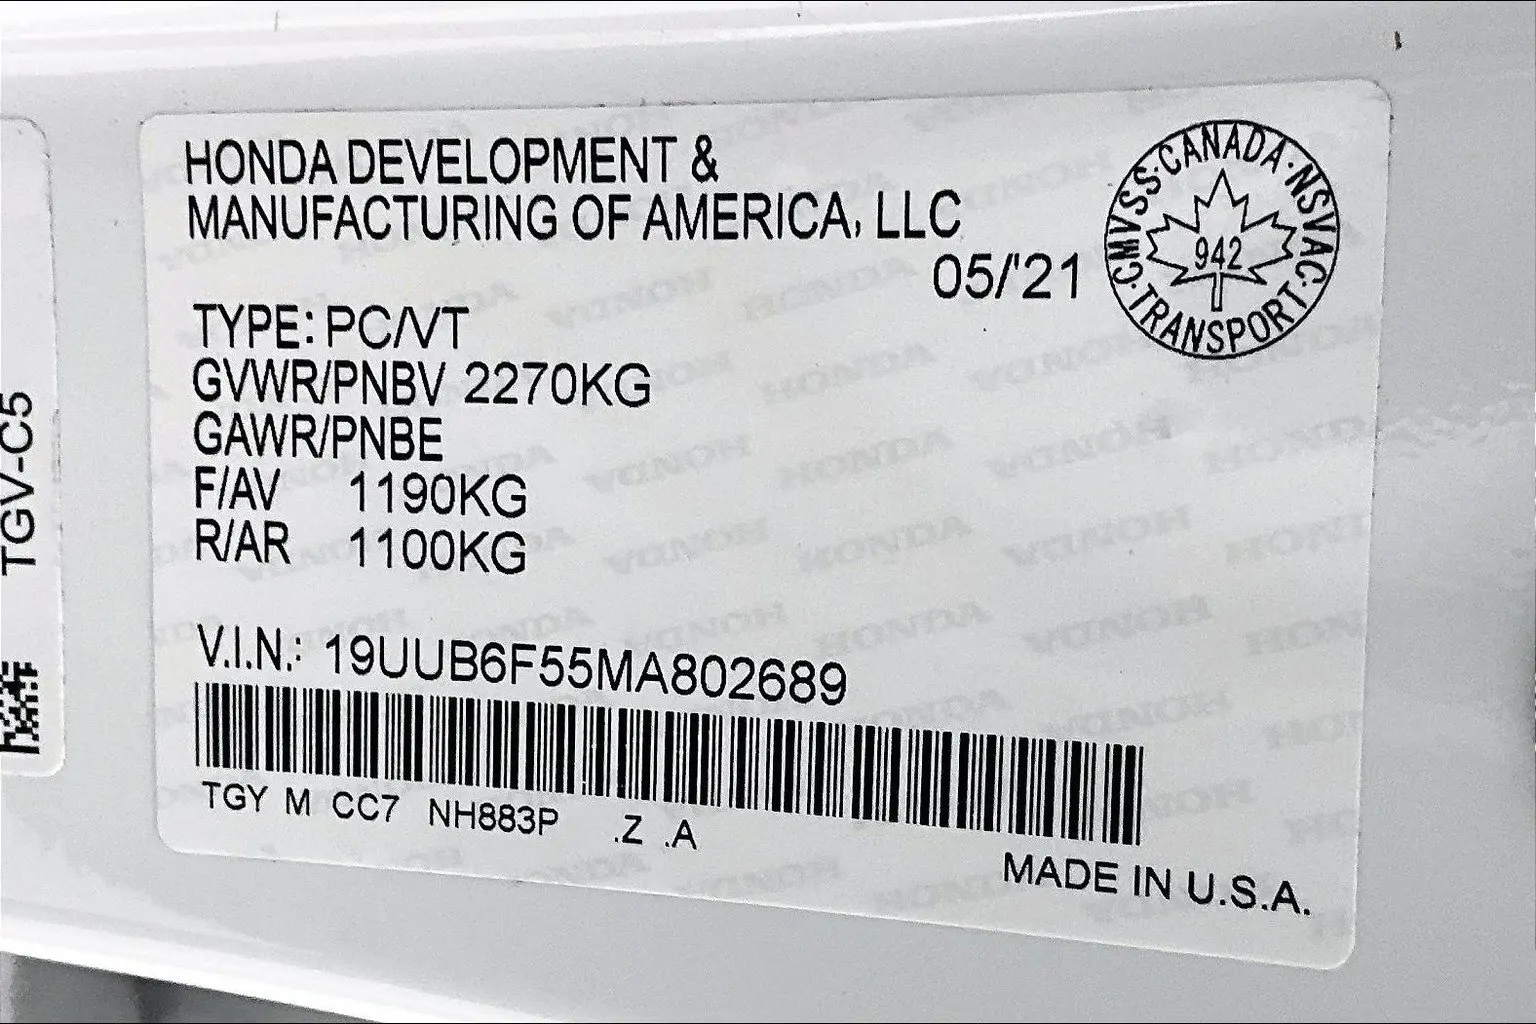 HONDA DEVELOPMENT &
MANUFACTURING OF AMERICA, LLC
05/'21
CMVSS·CANADA·NSVAC·TRANSPORT·
942
TYPE: PC/VT
GVWR/PNBV 2270KG
GAWR/PNBE
F/AV 1190KG
R/AR 1100KG
V.I.N.: 19UUB6F55MA802689
TGY M CC7 NH883P .Z .A
MADE IN U.S.A.
TGV-C5
HONDA